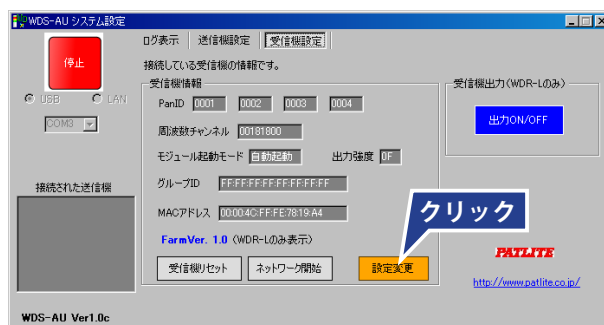 WDS-AU システム設定
ログ表示 送信機設定 受信機設定
停止
接続している受信機の情報です。
USB LAN
COM3
受信機情報
PanID 0001 0002 0003 0004
周波数チャンネル 00181800
モジュール起動モード 自動起動 出力強度 0F
グループID FF:FF:FF:FF:FF:FF:FF:FF
MACアドレス 00:00:4C:FF:FE:78:19:A4
FarmVer. 1.0 (WDR-Lのみ表示)
受信機リセット ネットワーク開始 設定変更
クリック
受信機出力(WDR-Lのみ)
出力ON/OFF
接続された送信機
PATLITE
http://www.patlite.co.jp/
WDS-AU Ver1.0c